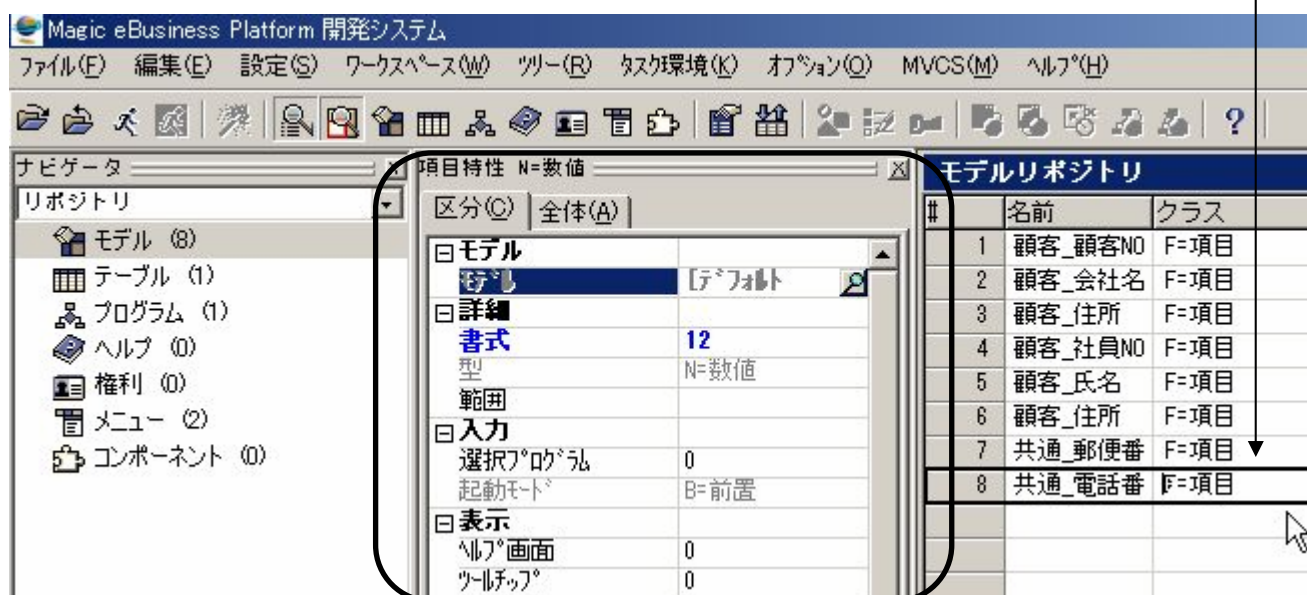 Magic eBusiness Platform 開発システム
ファイル(F) 編集(E) 設定(S) ワークスペース(W) ツリー(R) タスク環境(K) オプション(O) MVCS(M) ヘルプ(H)
ナビゲータ
リポジトリ
モデル (8)
テーブル (1)
プログラム (1)
ヘルプ (0)
権利 (0)
メニュー (2)
コンポーネント (0)
項目特性 N=数値
区分(C) 全体(A)
モデル
モデル [デフォルト
詳細
書式 12
型 N=数値
範囲
入力
選択プログラム 0
起動モード B=前置
表示
ヘルプ画面 0
ツールチップ 0
モデルリポジトリ
# 名前 クラス
1 顧客_顧客NO F=項目
2 顧客_会社名 F=項目
3 顧客_住所 F=項目
4 顧客_社員NO F=項目
5 顧客_氏名 F=項目
6 顧客_住所 F=項目
7 共通_郵便番 F=項目
8 共通_電話番 F=項目